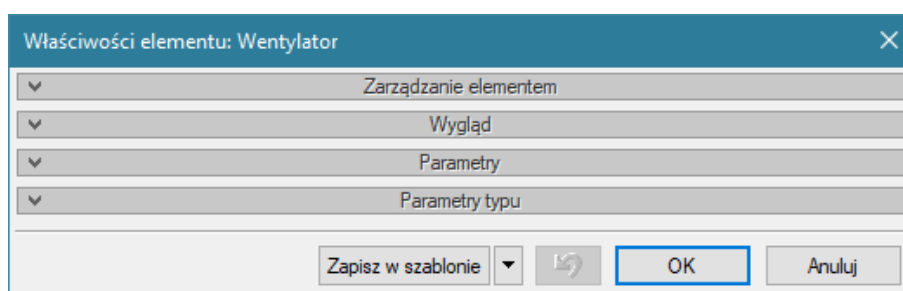 Właściwości elementu: Wentylator
Zarządzanie elementem
Wygląd
Parametry
Parametry typu
Zapisz w szablonie OK Anuluj